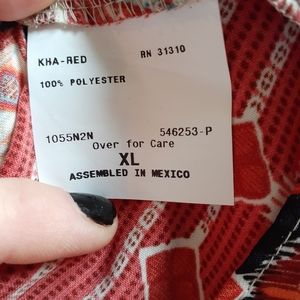 KHA-RED RN 31310
100% POLYESTER
1055N2N 546253-P
Over for Care
XL
ASSEMBLED IN MEXICO